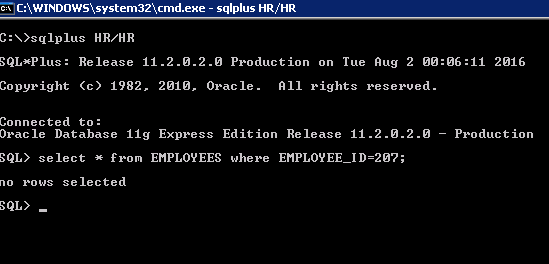 C:\WINDOWS\system32\cmd.exe - sqlplus HR/HR
C:\>sqlplus HR/HR
SQL*Plus: Release 11.2.0.2.0 Production on Tue Aug 2 00:06:11 2016
Copyright (c) 1982, 2010, Oracle.  All rights reserved.
Connected to:
Oracle Database 11g Express Edition Release 11.2.0.2.0 - Production
SQL> select * from EMPLOYEES where EMPLOYEE_ID=207;
no rows selected
SQL> _